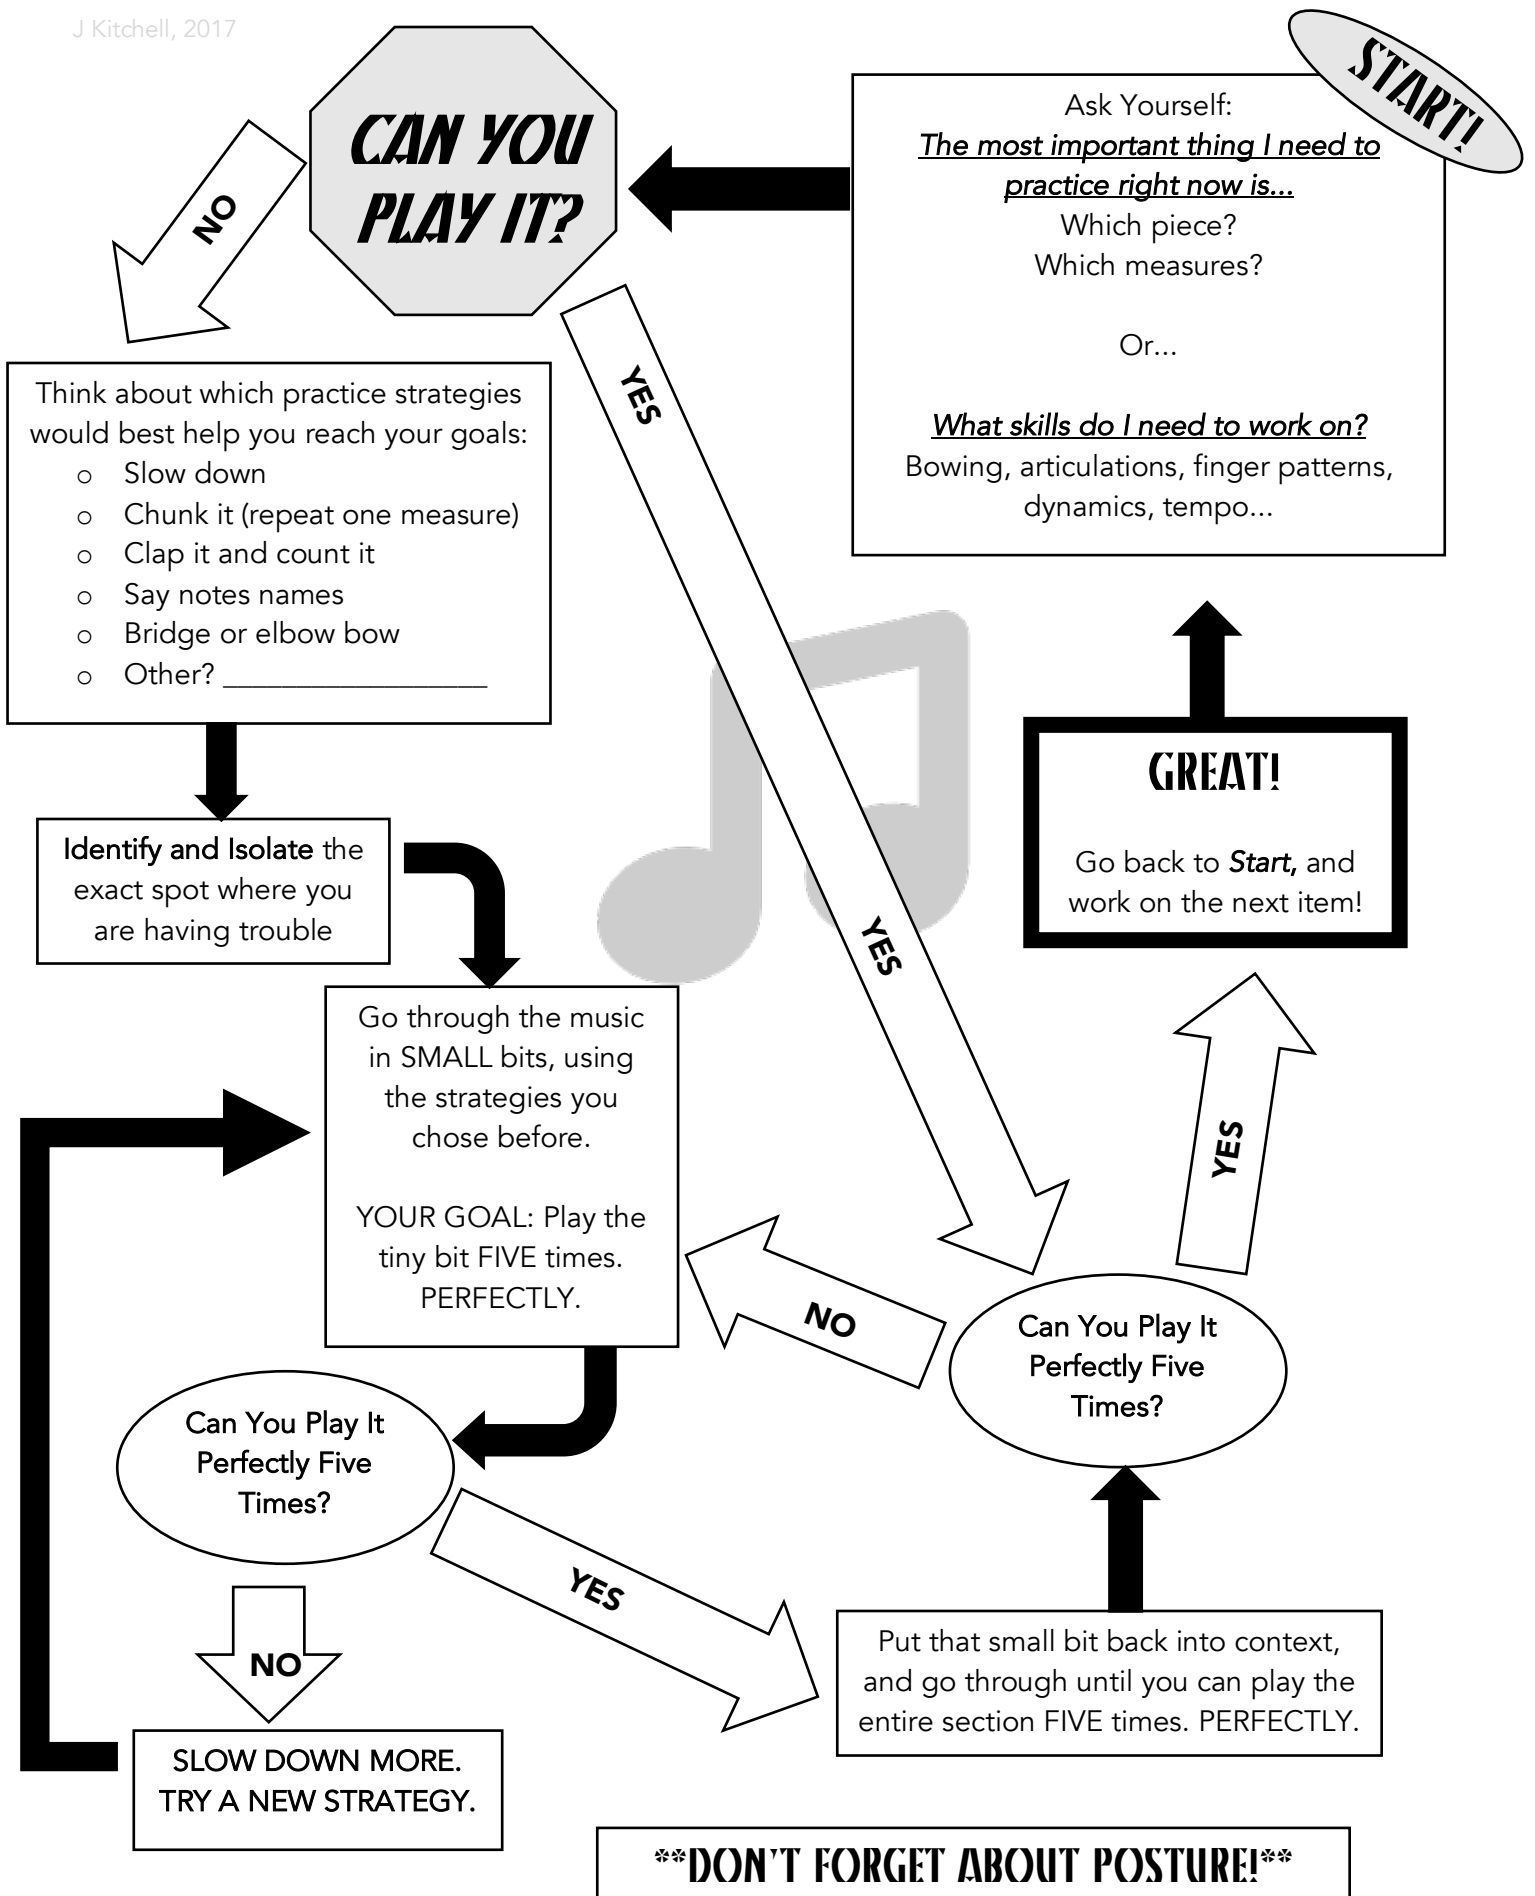 J Kitchell, 2017
START!
Ask Yourself:
The most important thing I need to
practice right now is...
Which piece?
Which measures?
Or...
What skills do I need to work on?
Bowing, articulations, finger patterns,
dynamics, tempo...
CAN YOU
PLAY IT?
NO
YES
YES
Think about which practice strategies
would best help you reach your goals:
o Slow down
o Chunk it (repeat one measure)
o Clap it and count it
o Say notes names
o Bridge or elbow bow
o Other? ___________________
Identify and Isolate the
exact spot where you
are having trouble
Go through the music
in SMALL bits, using
the strategies you
chose before.
YOUR GOAL: Play the
tiny bit FIVE times.
PERFECTLY.
Can You Play It
Perfectly Five
Times?
NO
SLOW DOWN MORE.
TRY A NEW STRATEGY.
YES
Put that small bit back into context,
and go through until you can play the
entire section FIVE times. PERFECTLY.
Can You Play It
Perfectly Five
Times?
NO
YES
GREAT!
Go back to Start, and
work on the next item!
**DON'T FORGET ABOUT POSTURE!**